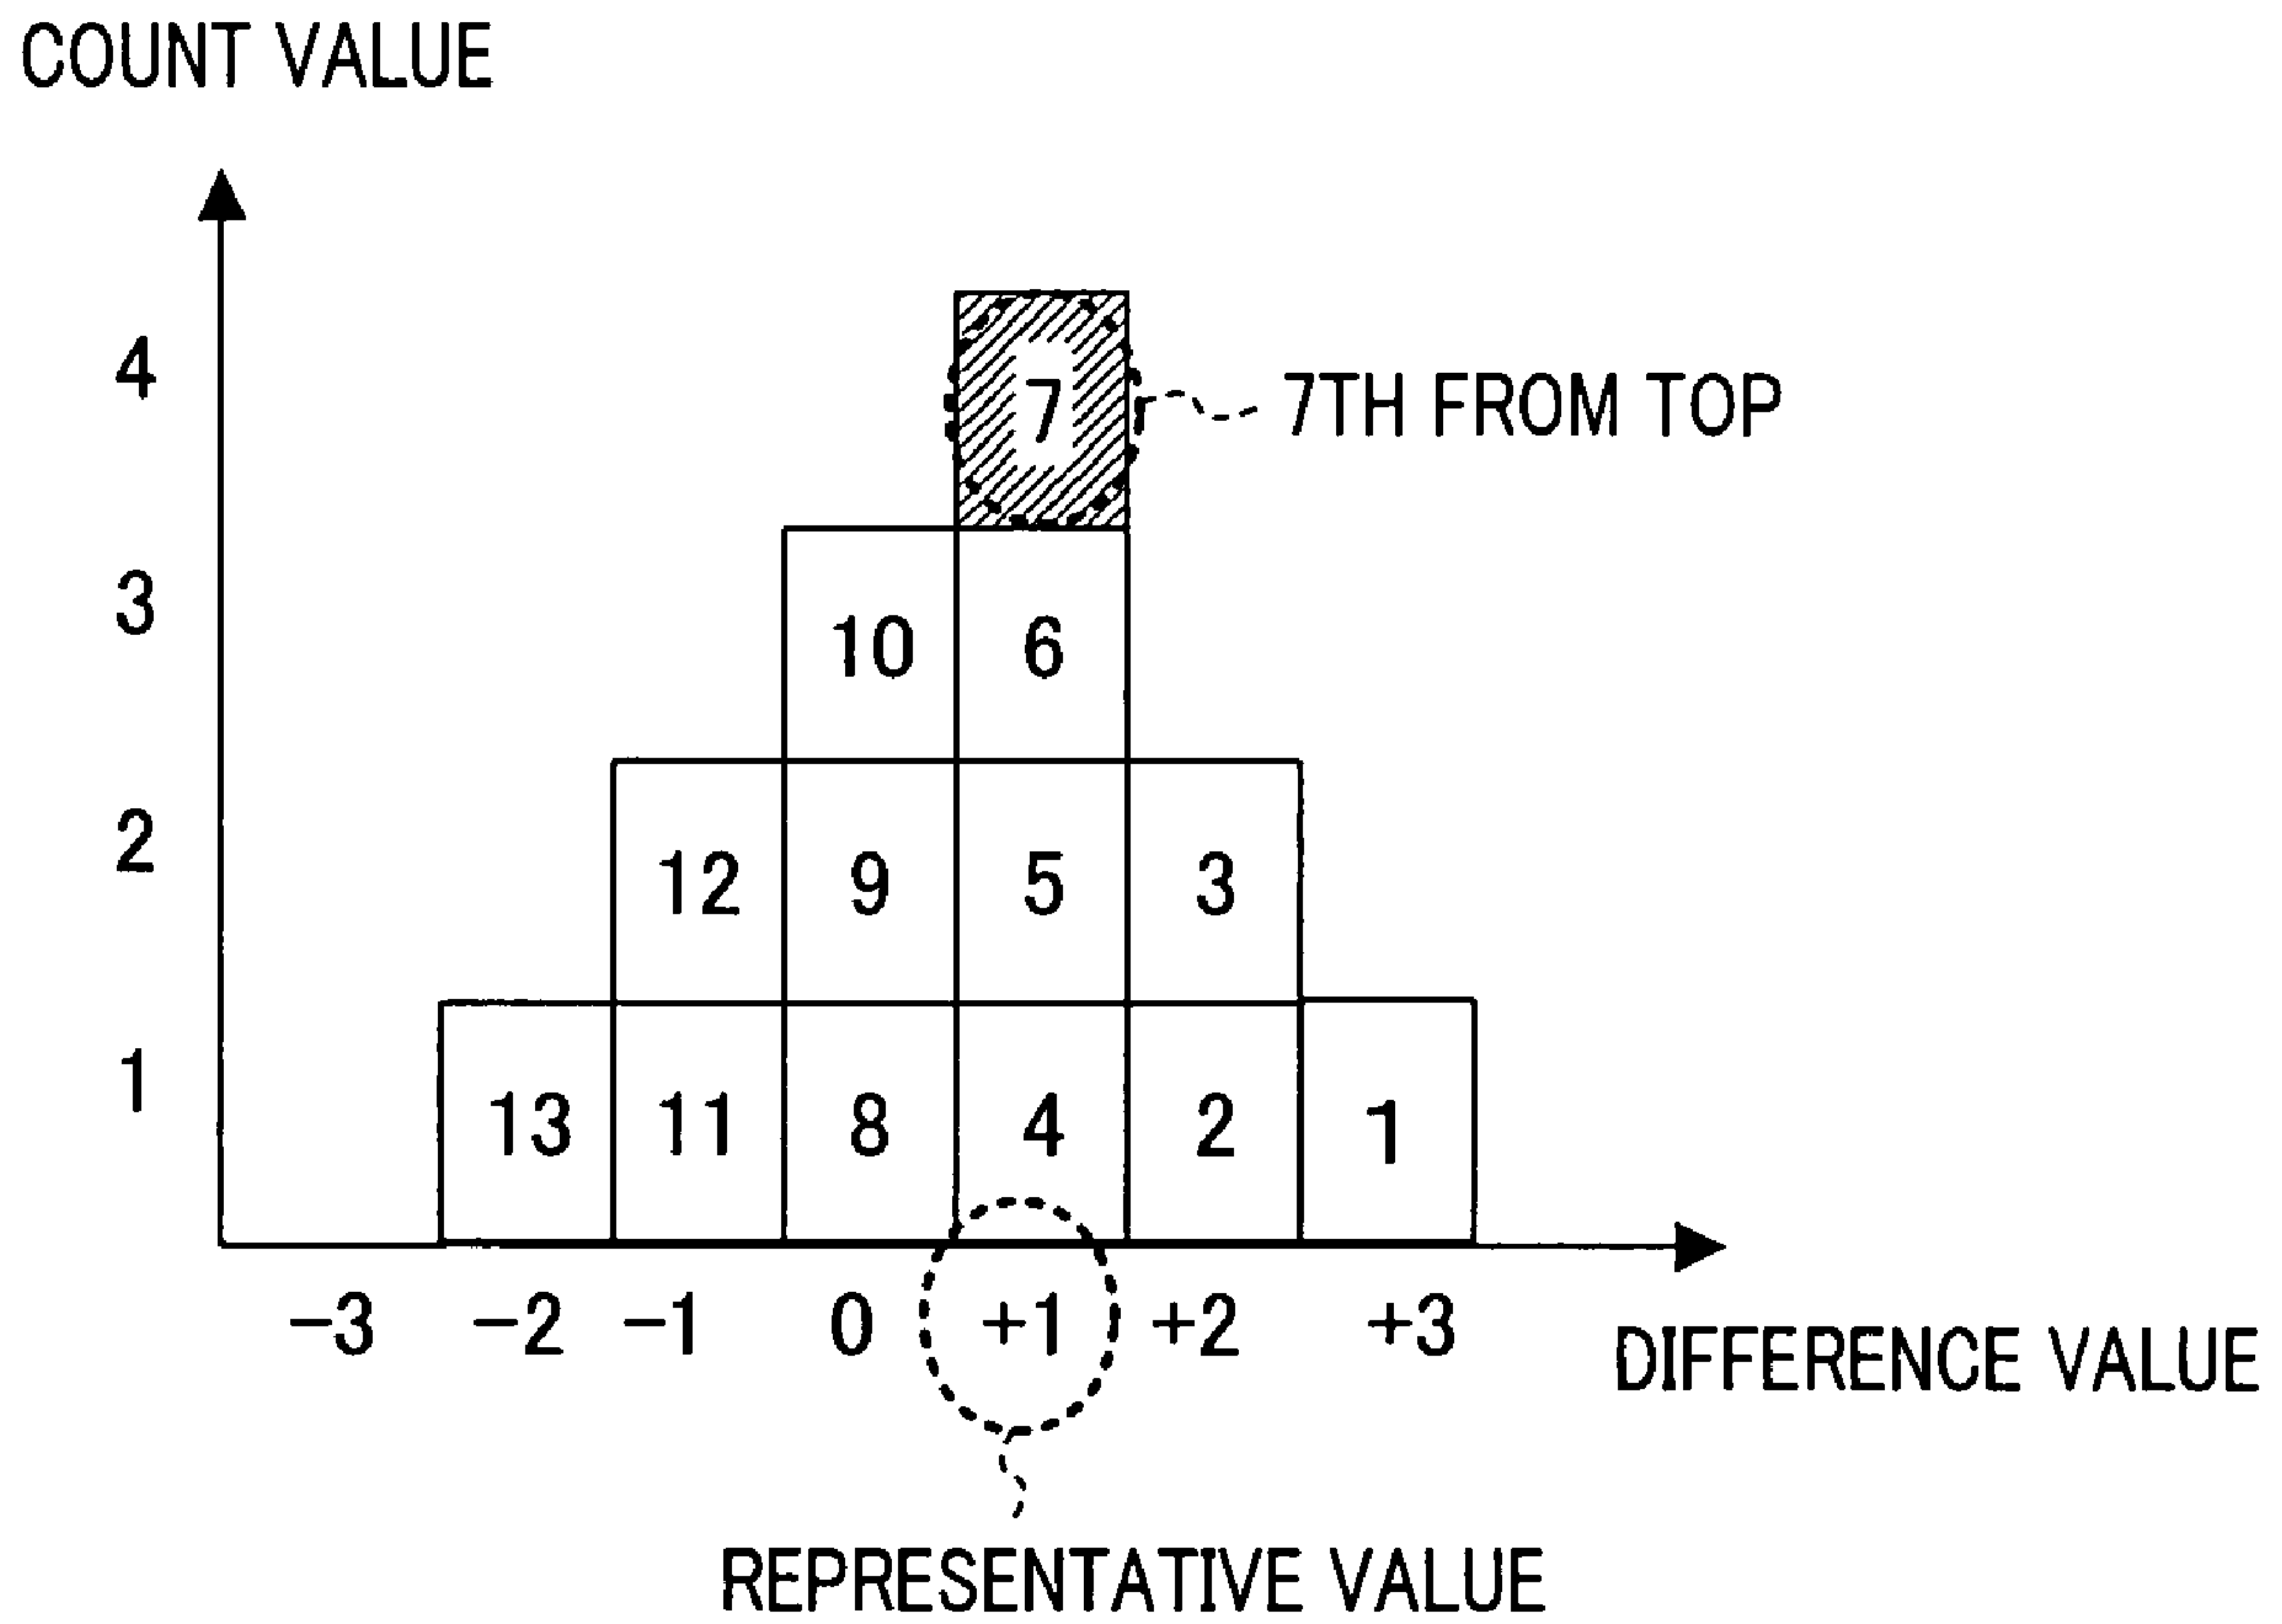 COUNT VALUE
4
7
7TH FROM TOP
3
10 6
2
12 9 5 3
1
13 11 8 4 2 1
−3 −2 −1 0 +1 +2 +3
DIFFERENCE VALUE
REPRESENTATIVE VALUE